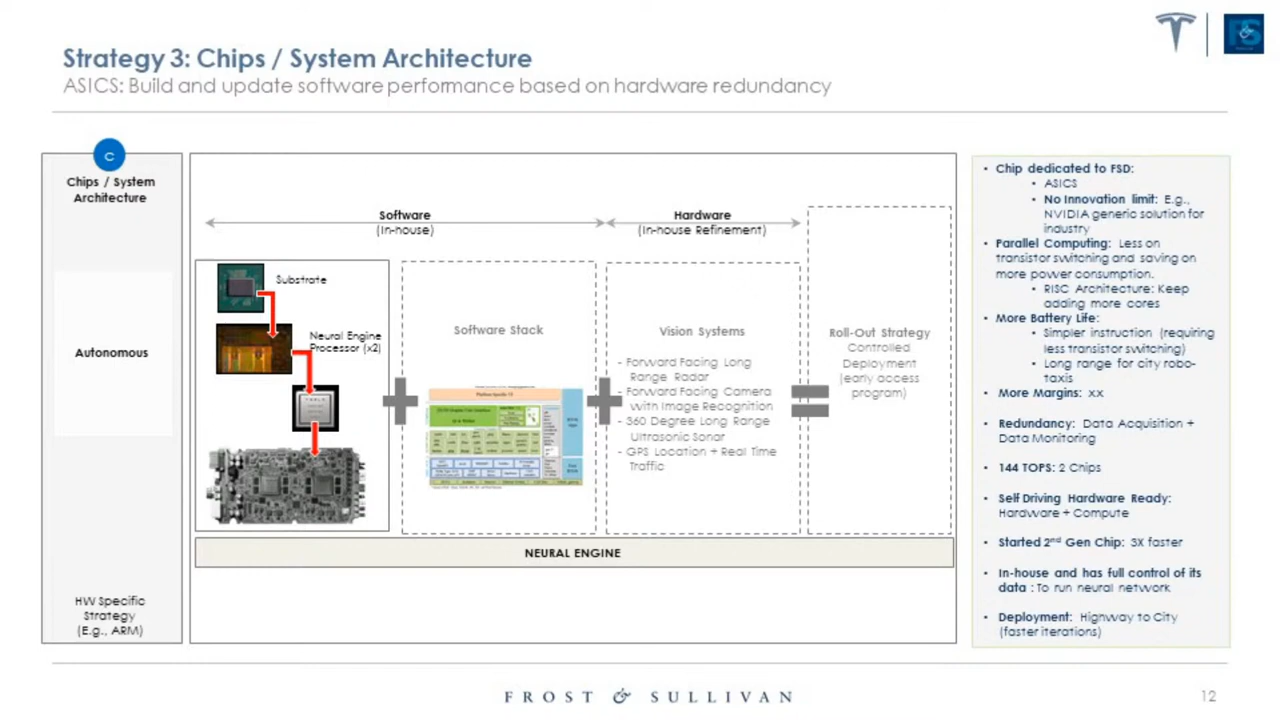 Strategy 3: Chips / System Architecture
ASICS: Build and update software performance based on hardware redundancy
C
Chips / System
Architecture
Autonomous
HW Specific
Strategy
(E.g., ARM)
Software
(In-house)
Hardware
(In-house Refinement)
Substrate
Neural Engine
Processor (x2)
TESLA
Software Stack
Vision Systems
- Forward Facing Long
Range Radar
- Forward Facing Camera
With Image Recognition
- 360 Degree Long Range
Ultrasonic Sonar
- GPS Location + Real Time
Traffic
Roll-Out Strategy
Controlled
Deployment
(early access
program)
NEURAL ENGINE
• Chip dedicated to FSD:
• ASICS
• No Innovation limit: E.g.,
NVIDIA generic solution for
industry
• Parallel Computing: Less on
transistor switching and saving on
more power consumption.
• RISC Architecture: Keep
adding more cores
• More Battery Life:
• Simpler instruction (requiring
less transistor switching)
• Long range for city robo-
taxis
• More Margins: xx
• Redundancy: Data Acquisition +
Data Monitoring
• 144 TOPS: 2 Chips
• Self Driving Hardware Ready:
Hardware + Compute
• Started 2nd Gen Chip: 3X faster
• In-house and has full control of its
data : To run neural network
• Deployment: Highway to City
(faster iterations)
FROST & SULLIVAN
12